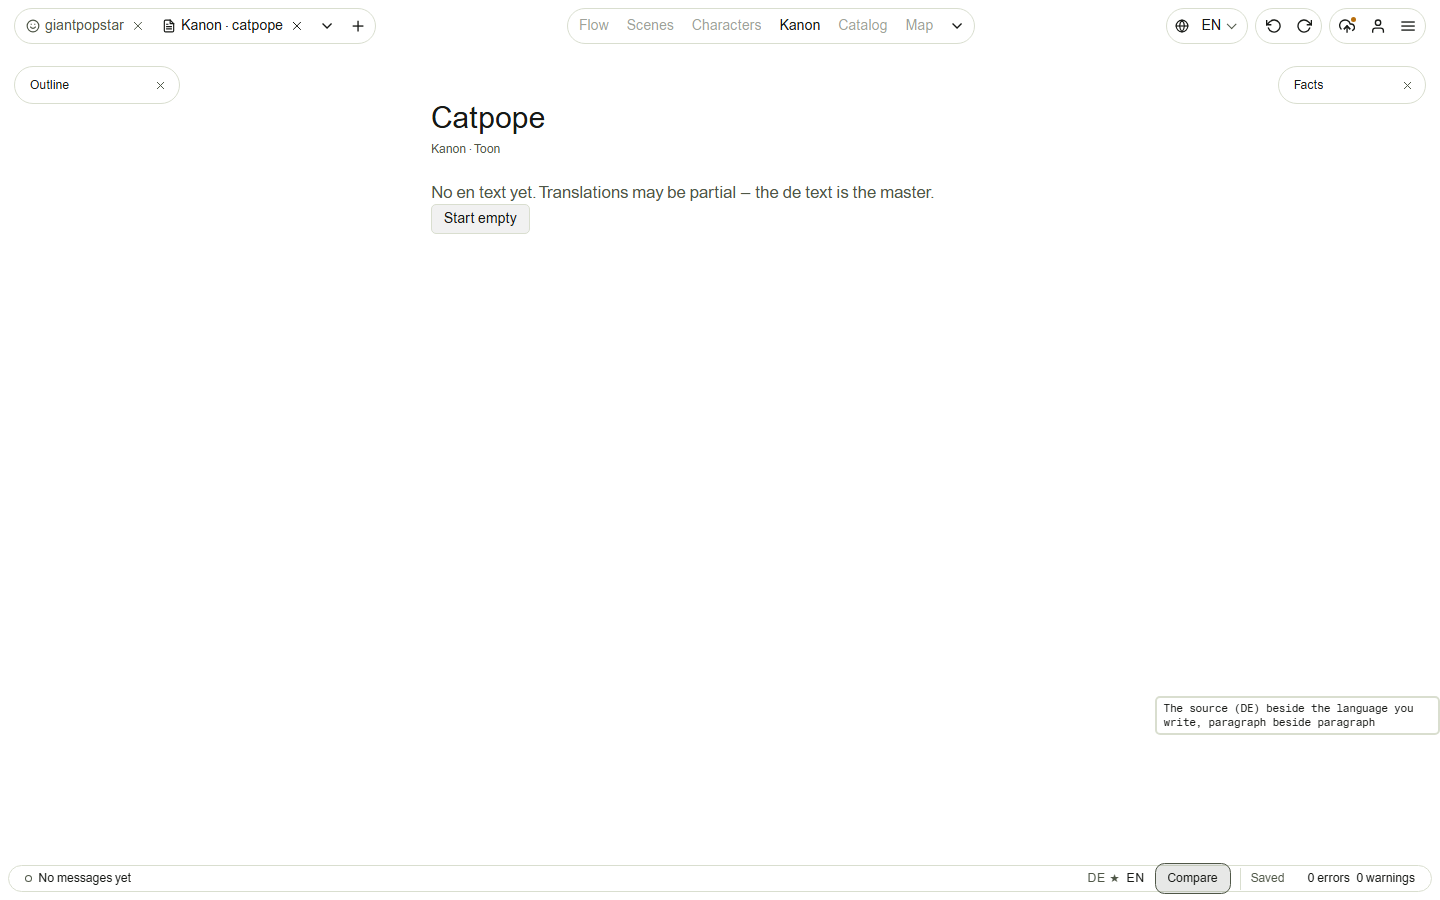 giantpopstar
Kanon · catpope
Flow Scenes Characters Kanon Catalog Map
EN
Outline
Facts
Catpope
Kanon · Toon
No en text yet. Translations may be partial – the de text is the master.
Start empty
The source (DE) beside the language you
write, paragraph beside paragraph
No messages yet
DE ★ EN
Compare
Saved
0 errors 0 warnings